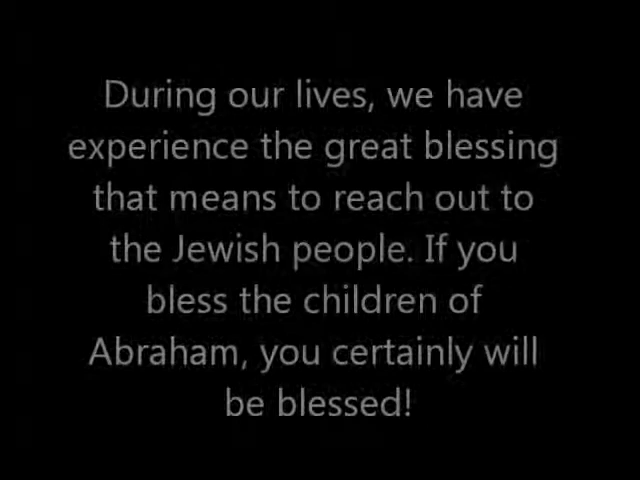 During our lives, we have
experience the great blessing
that means to reach out to
the Jewish people. If you
bless the children of
Abraham, you certainly will
be blessed!